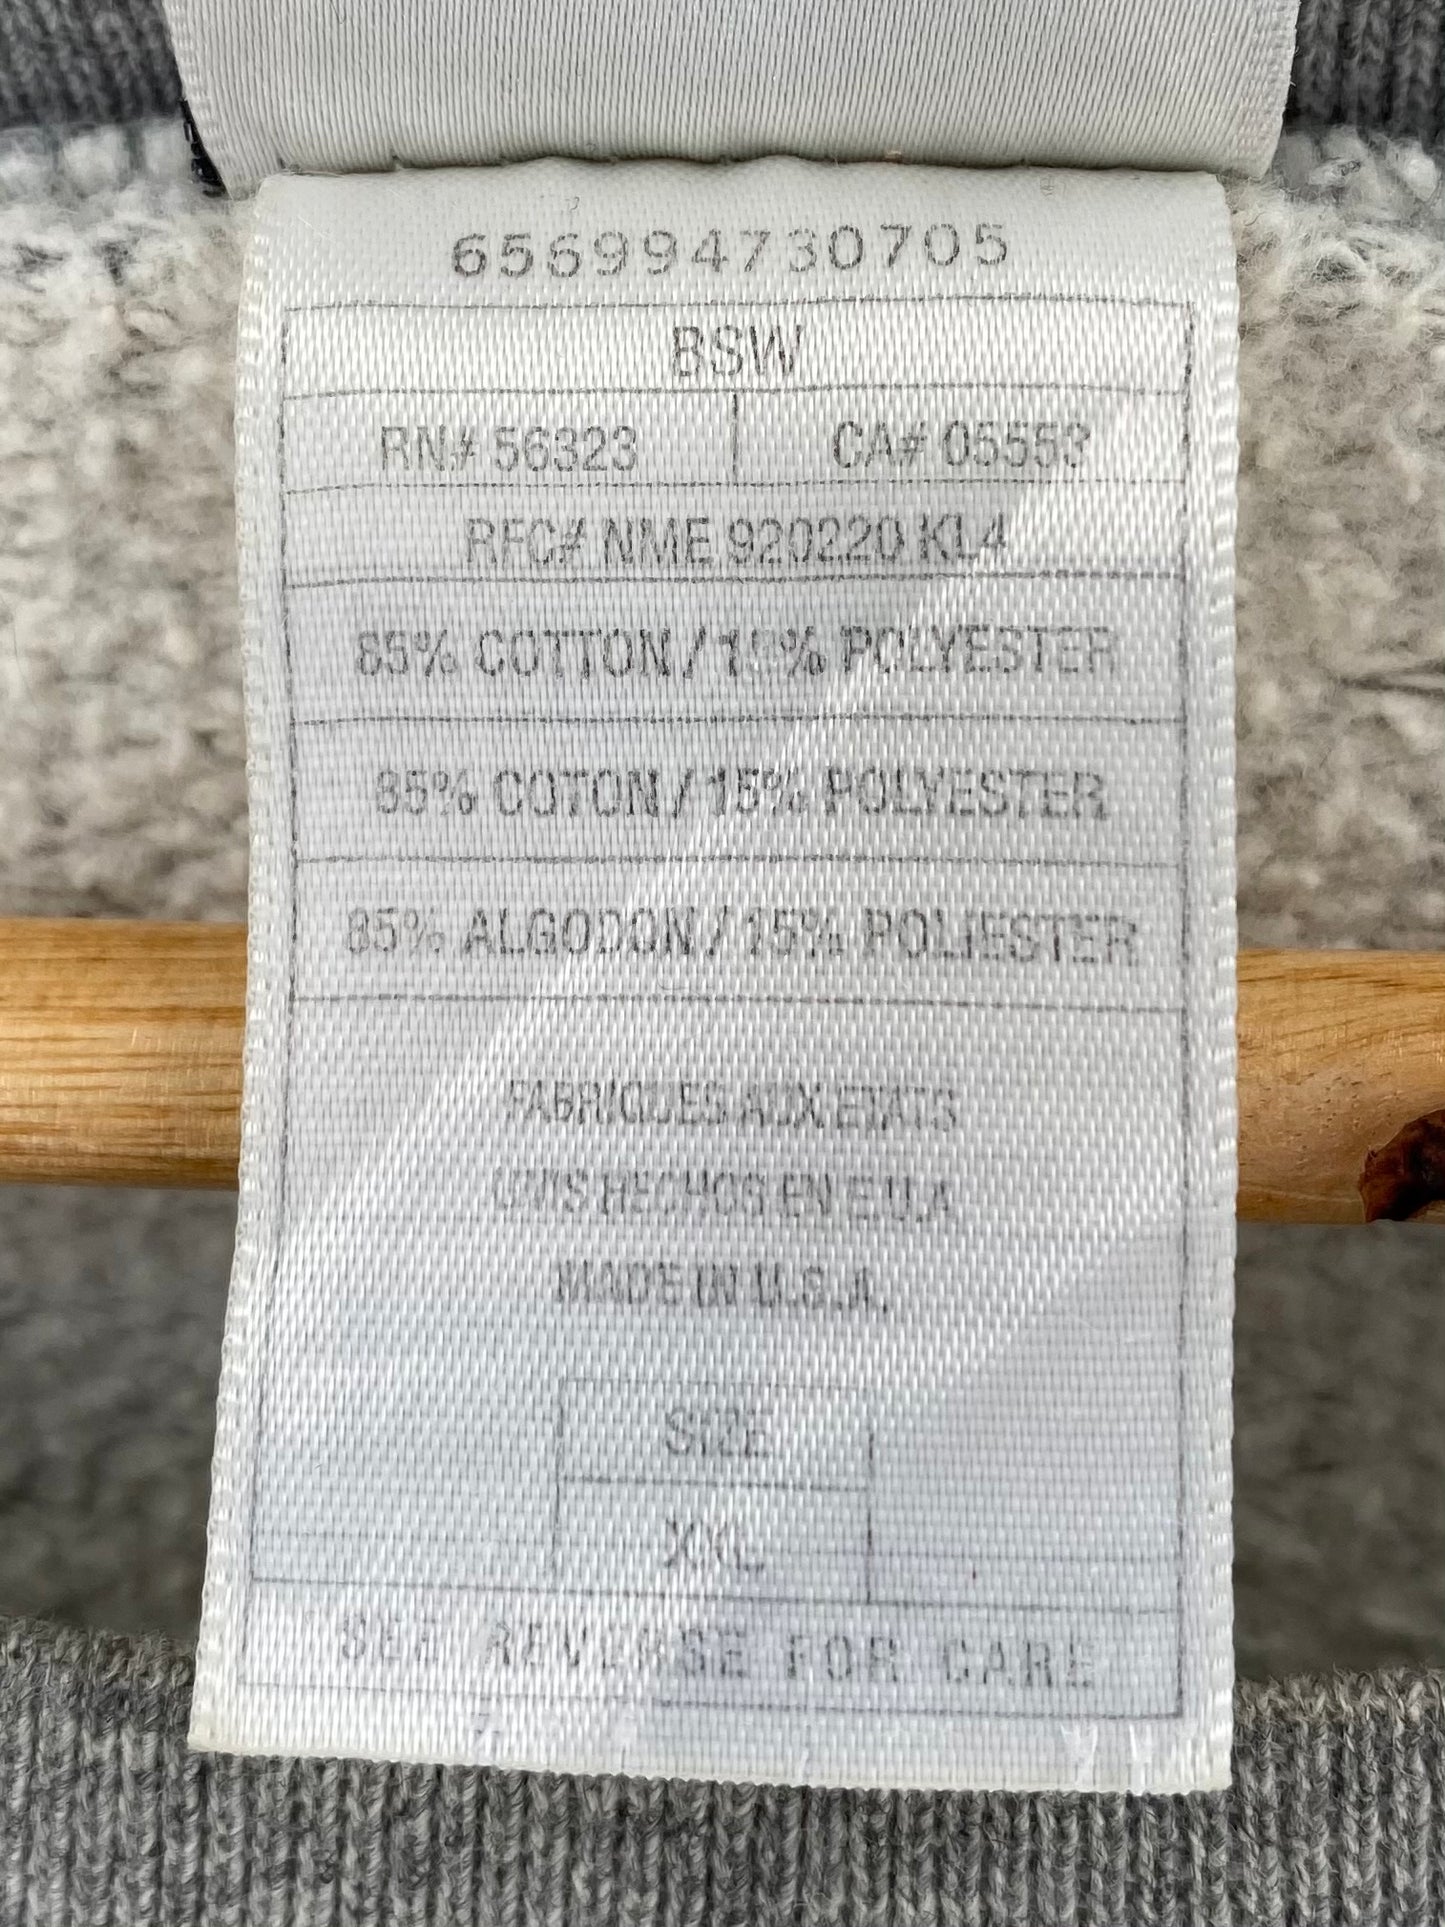 656994730705
BSW
RN# 56323 CA# 05553
RFC# NME 920220 KL4
85% COTTON / 15% POLYESTER
85% COTON / 15% POLYESTER
85% ALGODON / 15% POLIESTER
FABRIQUES AUX ETATS
UNIS HECHOS EN E.U.A
MADE IN U.S.A.
SIZE
XXL
SEE REVERSE FOR CARE